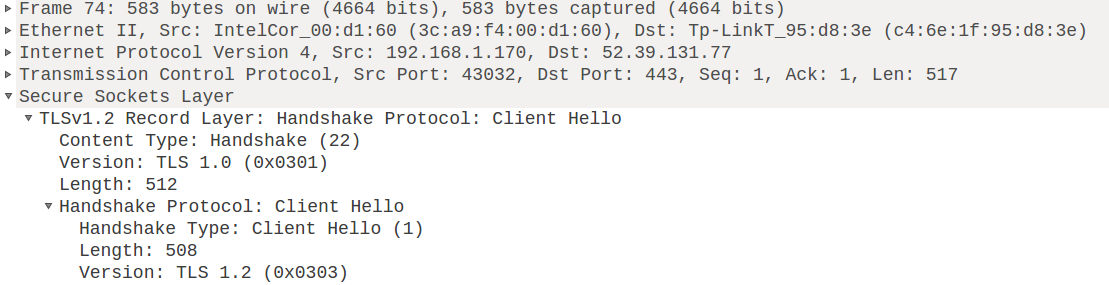 Frame 74: 583 bytes on wire (4664 bits), 583 bytes captured (4664 bits)
Ethernet II, Src: IntelCor_00:d1:60 (3c:a9:f4:00:d1:60), Dst: Tp-LinkT_95:d8:3e (c4:6e:1f:95:d8:3e)
Internet Protocol Version 4, Src: 192.168.1.170, Dst: 52.39.131.77
Transmission Control Protocol, Src Port: 43032, Dst Port: 443, Seq: 1, Ack: 1, Len: 517
Secure Sockets Layer
TLSv1.2 Record Layer: Handshake Protocol: Client Hello
Content Type: Handshake (22)
Version: TLS 1.0 (0x0301)
Length: 512
Handshake Protocol: Client Hello
Handshake Type: Client Hello (1)
Length: 508
Version: TLS 1.2 (0x0303)